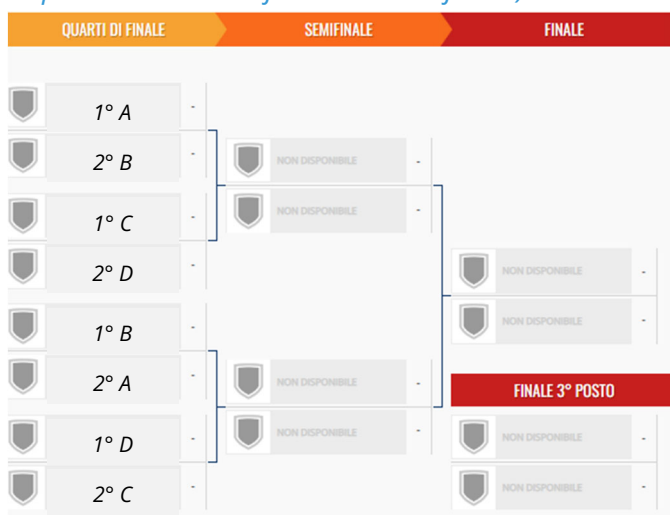 QUARTI DI FINALE
SEMIFINALE
FINALE
1° A
-
2° B
-
NON DISPONIBILE
-
NON DISPONIBILE
-
1° C
-
2° D
-
NON DISPONIBILE
-
NON DISPONIBILE
-
1° B
-
2° A
-
NON DISPONIBILE
-
NON DISPONIBILE
-
FINALE 3° POSTO
1° D
-
2° C
-
NON DISPONIBILE
-
NON DISPONIBILE
-